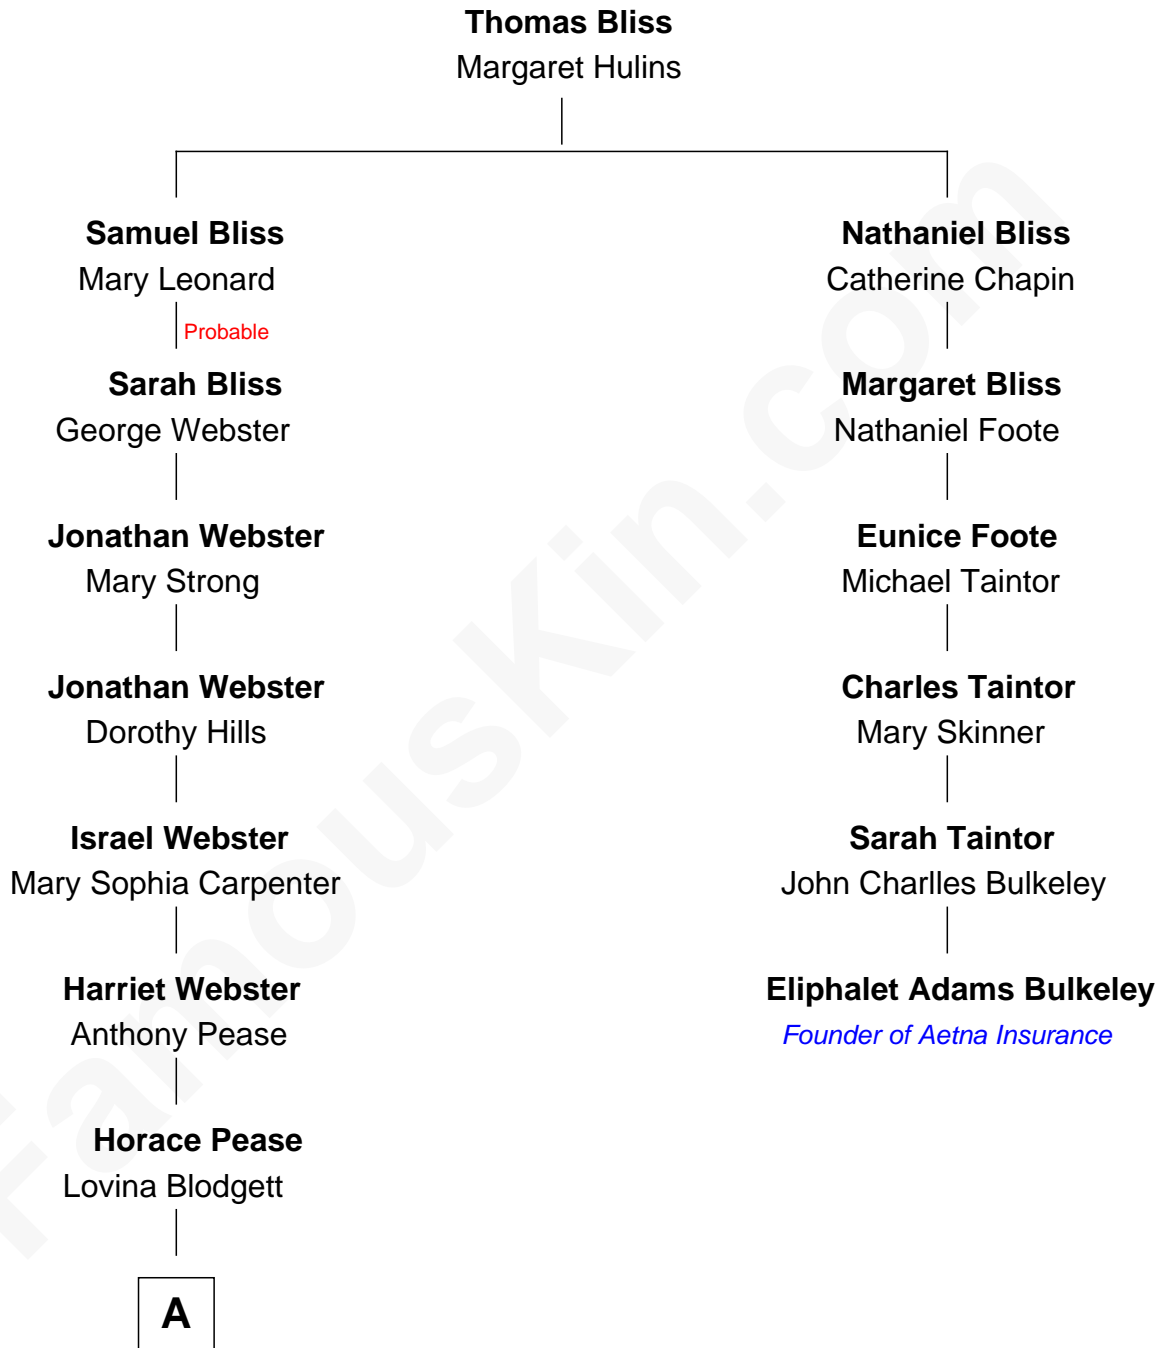 Thomas Bliss
Margaret Hulins
Samuel Bliss
Mary Leonard
Probable
Sarah Bliss
George Webster
Jonathan Webster
Mary Strong
Jonathan Webster
Dorothy Hills
Israel Webster
Mary Sophia Carpenter
Harriet Webster
Anthony Pease
Horace Pease
Lovina Blodgett
A
Nathaniel Bliss
Catherine Chapin
Margaret Bliss
Nathaniel Foote
Eunice Foote
Michael Taintor
Charles Taintor
Mary Skinner
Sarah Taintor
John Charlles Bulkeley
Eliphalet Adams Bulkeley
Founder of Aetna Insurance
FamousKin.com